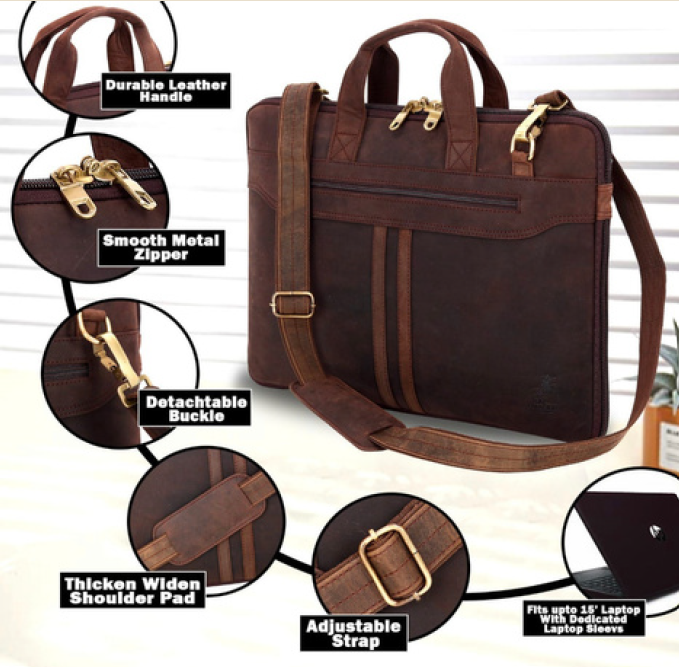 Durable Leather
Handle
Smooth Metal
Zipper
Detachtable
Buckle
Thicken Widen
Shoulder Pad
Adjustable
Strap
Fits upto 15' Laptop
With Dedicated
Laptop Sleevs